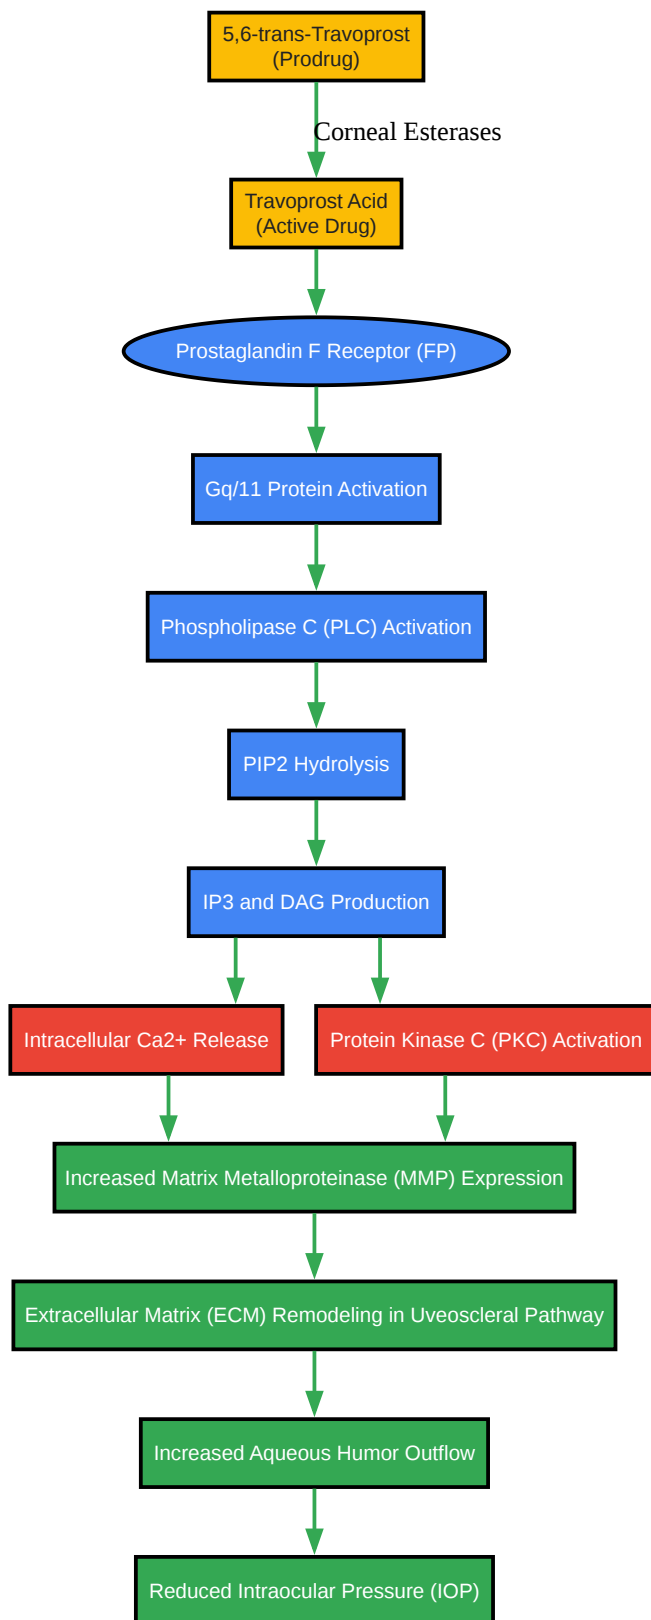 5,6-trans-Travoprost
(Prodrug)
Corneal Esterases
Travoprost Acid
(Active Drug)
Prostaglandin F Receptor (FP)
Gq/11 Protein Activation
Phospholipase C (PLC) Activation
PIP2 Hydrolysis
IP3 and DAG Production
Intracellular Ca2+ Release
Protein Kinase C (PKC) Activation
Increased Matrix Metalloproteinase (MMP) Expression
Extracellular Matrix (ECM) Remodeling in Uveoscleral Pathway
Increased Aqueous Humor Outflow
Reduced Intraocular Pressure (IOP)